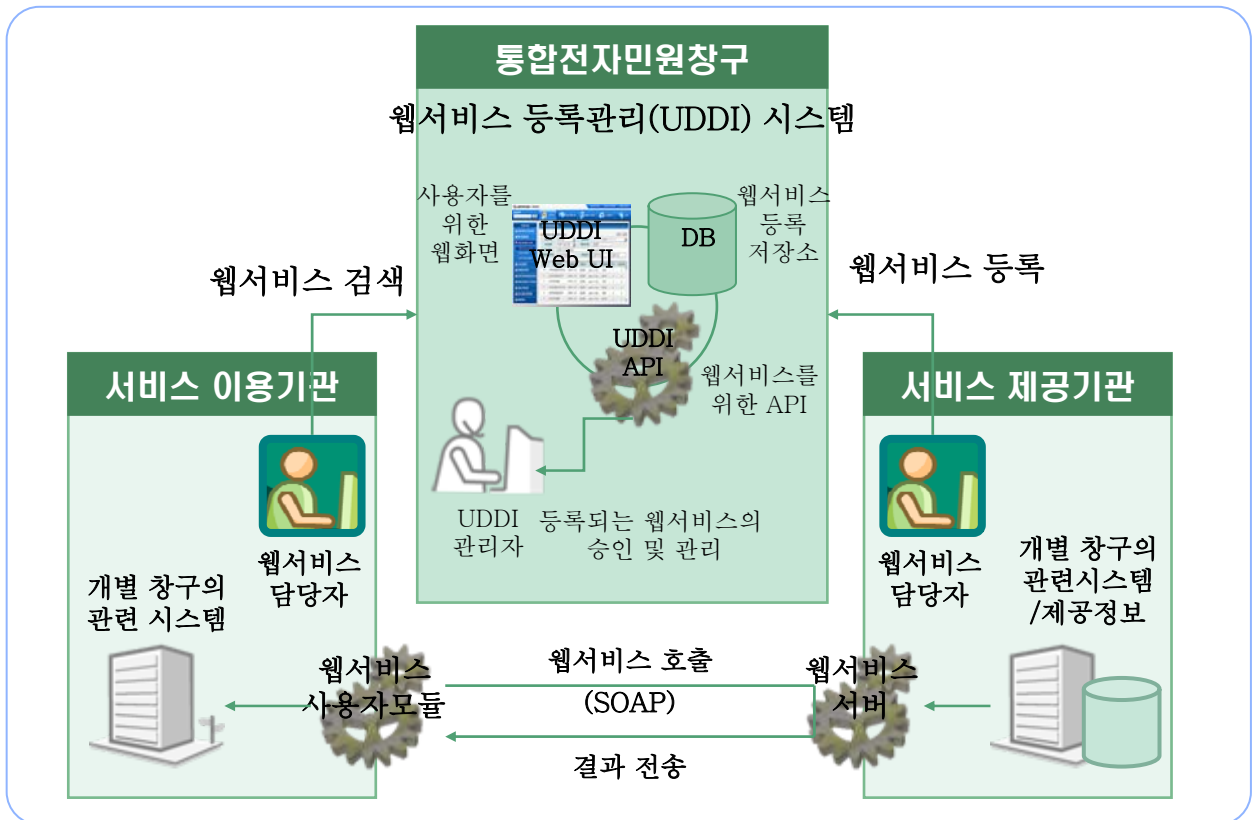 통합전자민원창구
웹서비스 등록관리(UDDI) 시스템
사용자를
위한
웹화면
UDDI
Web UI
DB
웹서비스
등록
저장소
웹서비스 검색
웹서비스 등록
UDDI
API
웹서비스를
위한 API
UDDI
관리자
등록되는 웹서비스의
승인 및 관리
서비스 이용기관
웹서비스
담당자
개별 창구의
관련 시스템
웹서비스
사용자모듈
웹서비스 호출
(SOAP)
결과 전송
서비스 제공기관
웹서비스
담당자
개별 창구의
관련시스템
/제공정보
웹서비스
서버